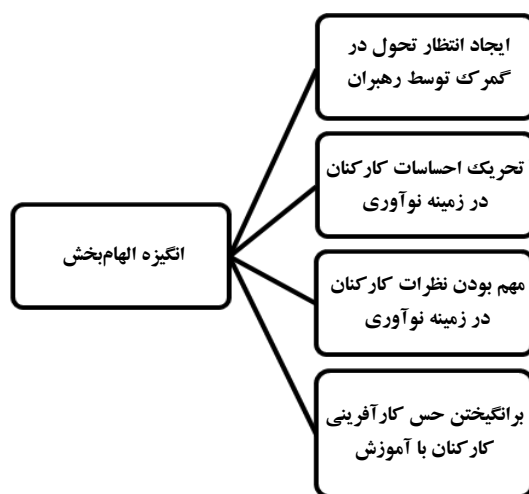 ایجاد انتظار تحول در
گمرک توسط رهبران
تحریک احساسات کارکنان
در زمینه نوآوری
انگیزه الهام‌بخش
مهم بودن نظرات کارکنان
در زمینه نوآوری
برانگیختن حس کارآفرینی
کارکنان با آموزش